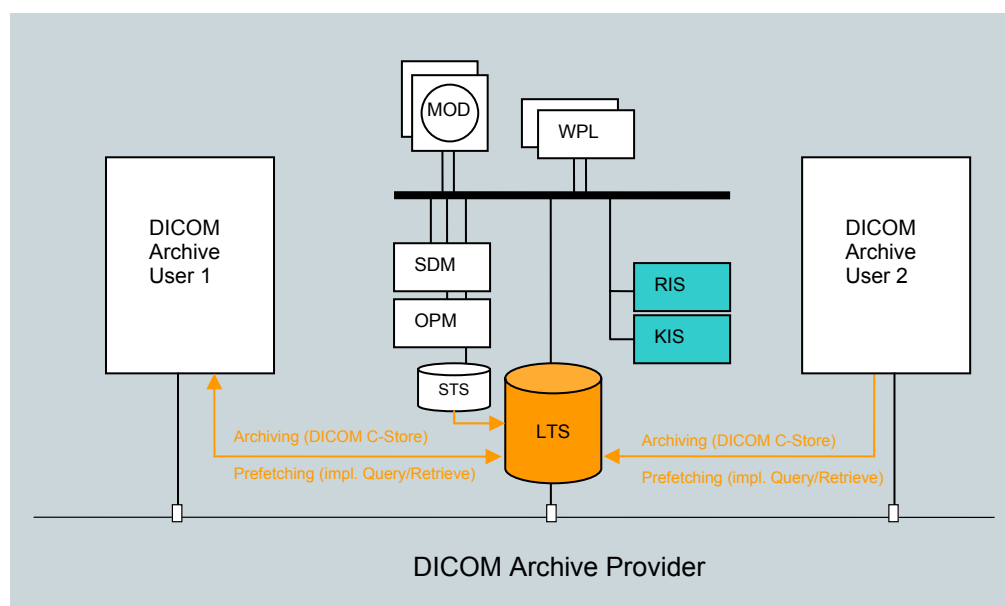 MOD
WPL
DICOM
Archive
User 1
DICOM
Archive
User 2
SDM
RIS
OPM
KIS
STS
LTS
Archiving (DICOM C-Store)
Prefetching (impl. Query/Retrieve)
Archiving (DICOM C-Store)
Prefetching (impl. Query/Retrieve)
DICOM Archive Provider